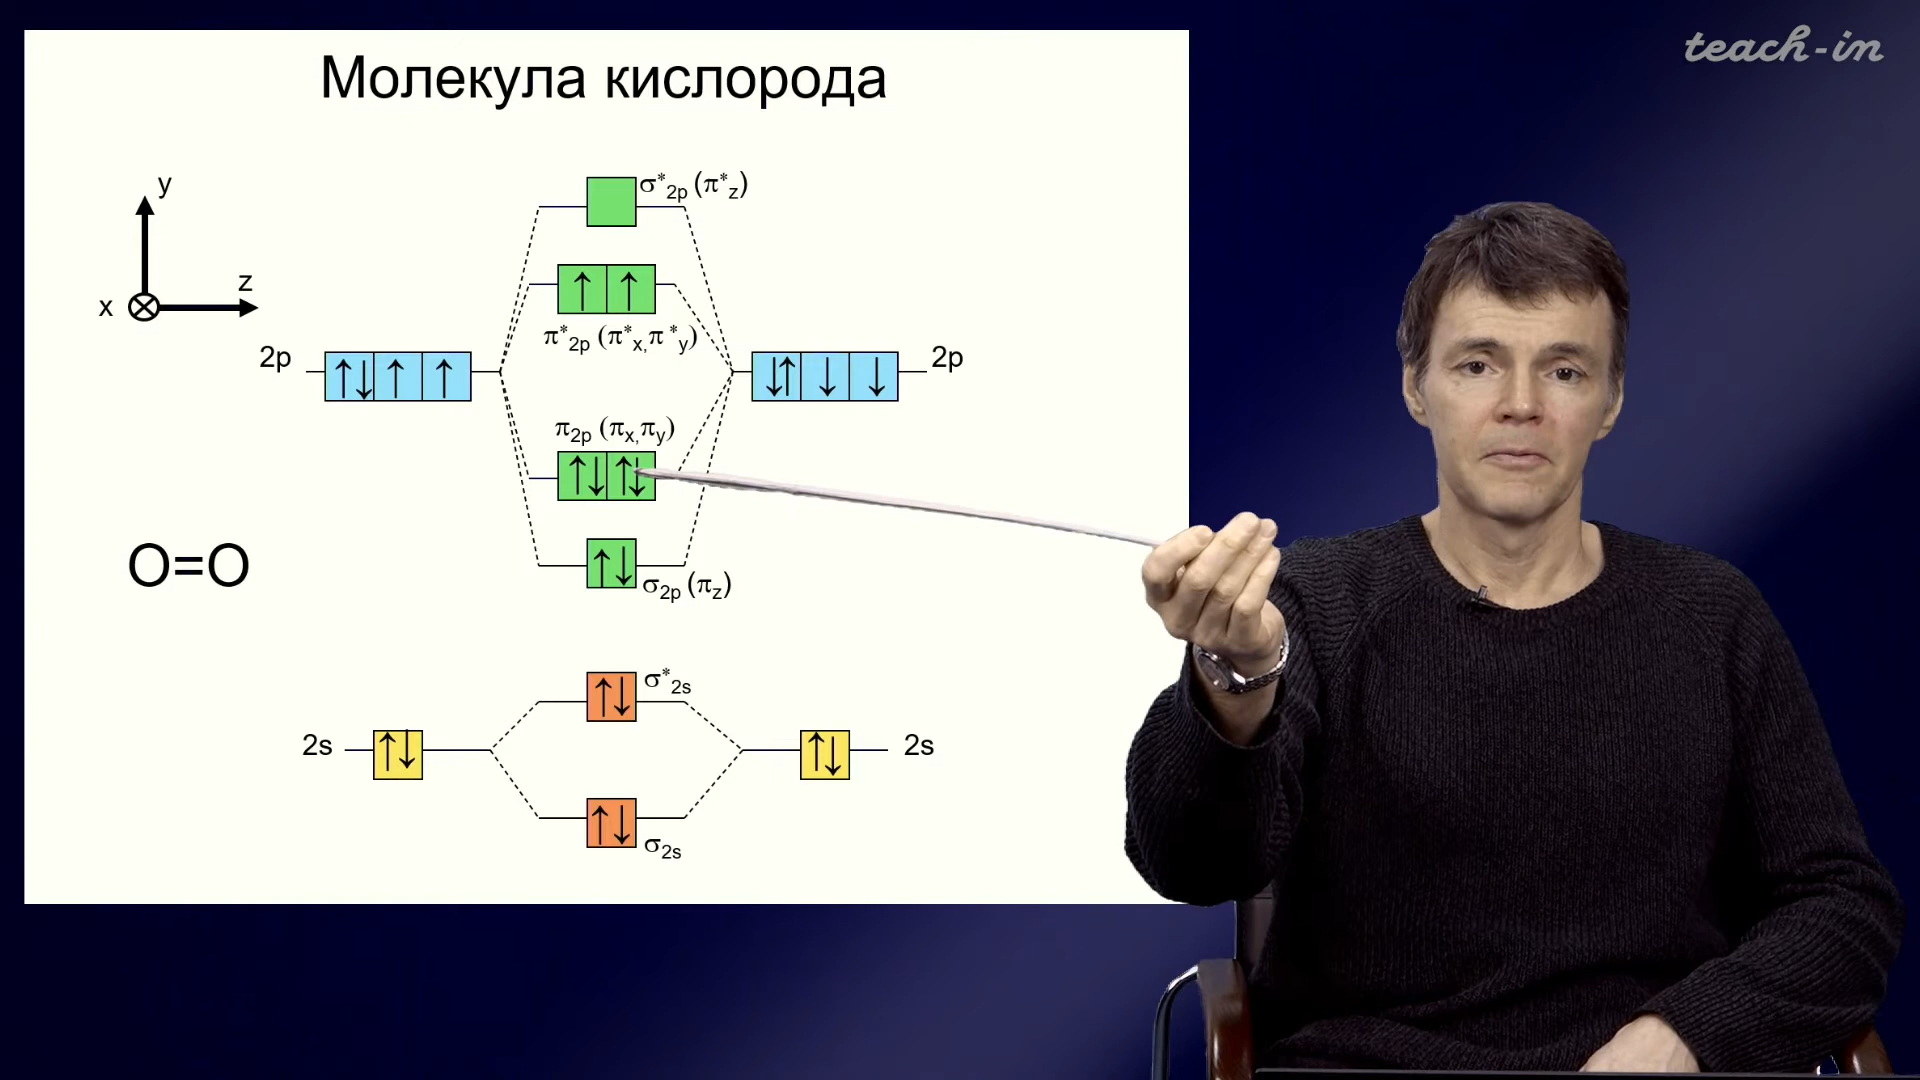 teach-in
Молекула кислорода
σ*2p (π*z)
y
z
x
π*2p (π*x,π*y)
2p
2p
π2p (πx,πy)
O=O
σ2p (πz)
σ*2s
2s
2s
σ2s